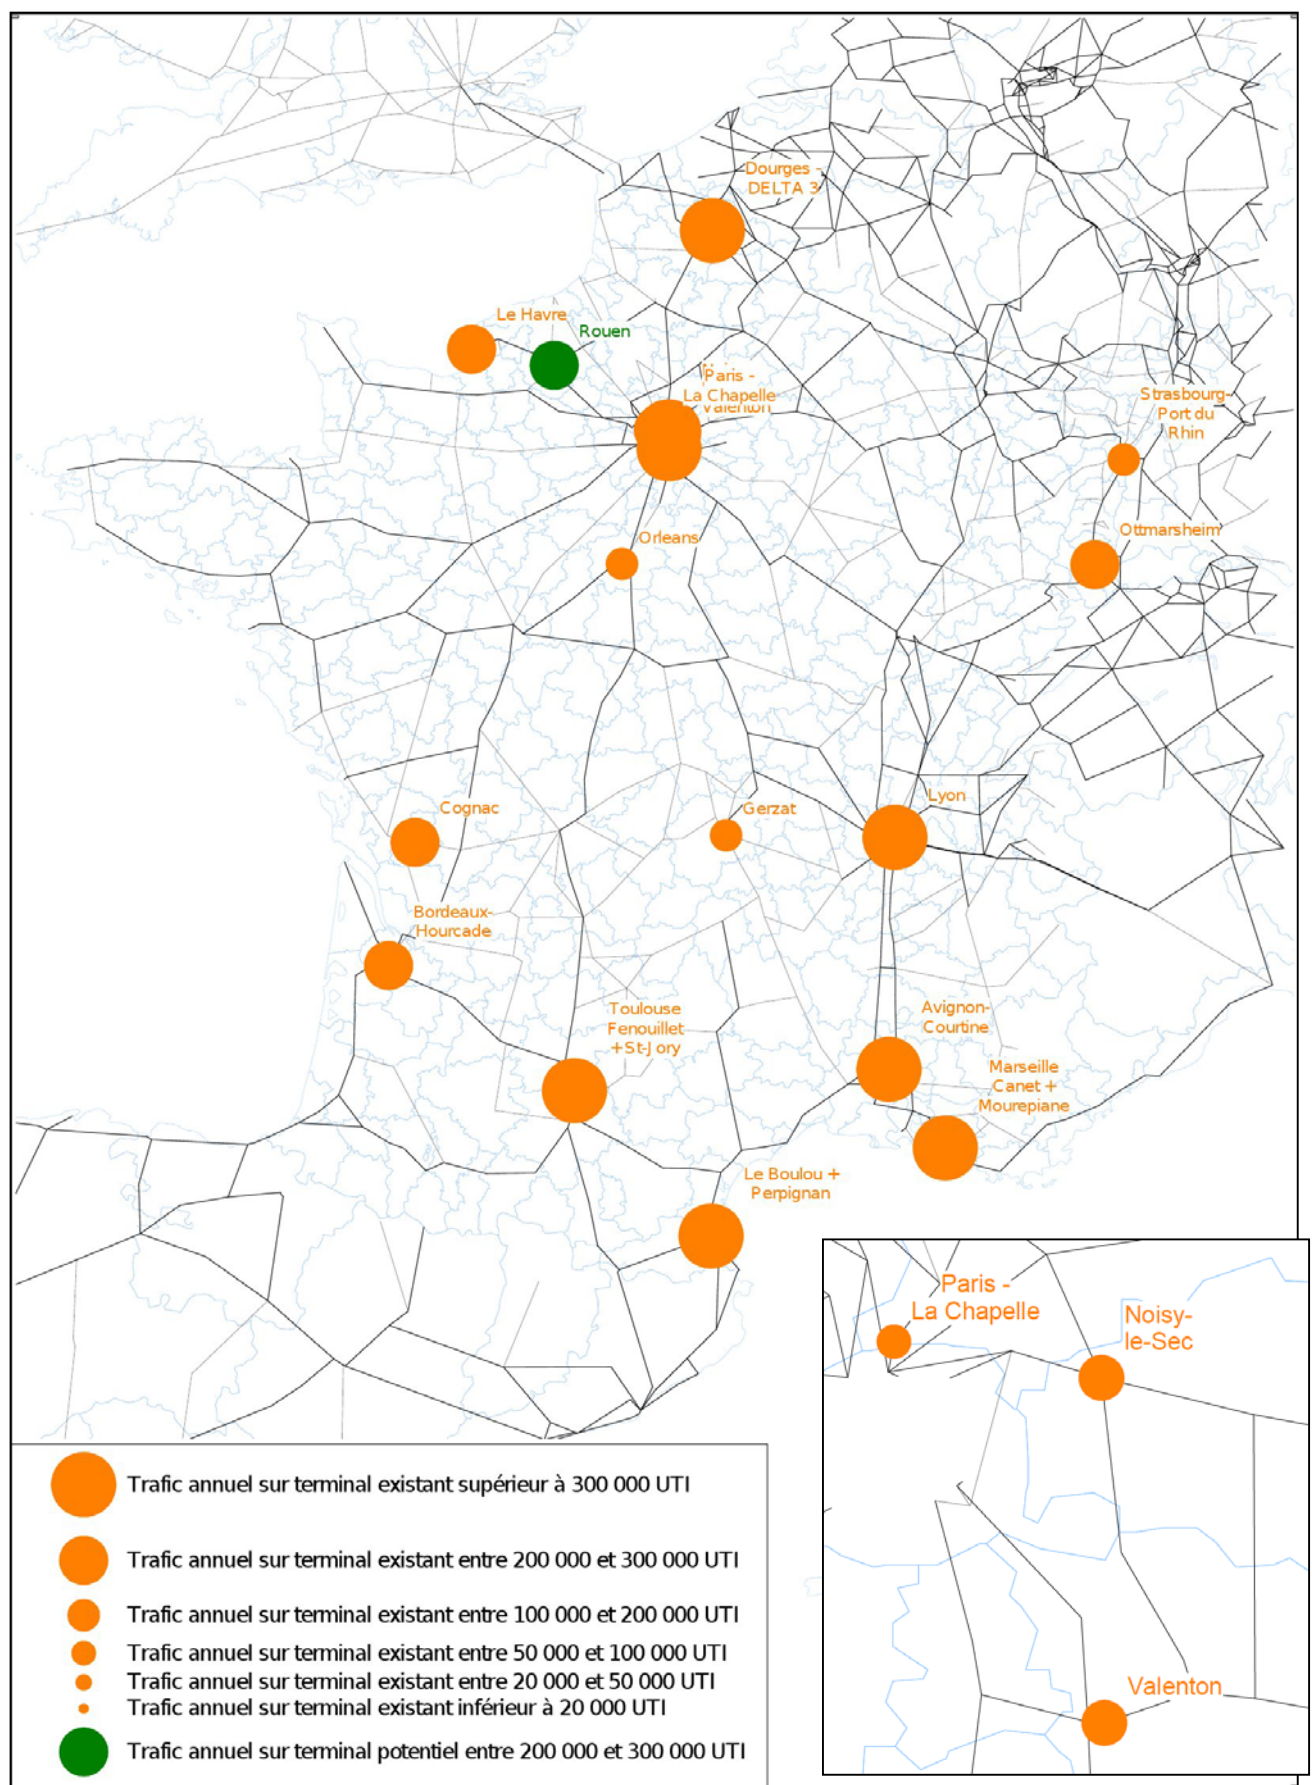 Dourges -
DELTA 3
Le Havre
Rouen
Paris -
La Chapelle
Valenton
Strasbourg-
Port du
Rhin
Ottmarsheim
Orleans
Cognac
Gerzat
Lyon
Bordeaux-
Hourcade
Toulouse
Fenouillet
+St-Jory
Avignon-
Courtine
Marseille
Canet +
Mourepiane
Le Boulou +
Perpignan
Paris -
La Chapelle
Noisy-
le-Sec
Valenton
Trafic annuel sur terminal existant supérieur à 300 000 UTI
Trafic annuel sur terminal existant entre 200 000 et 300 000 UTI
Trafic annuel sur terminal existant entre 100 000 et 200 000 UTI
Trafic annuel sur terminal existant entre 50 000 et 100 000 UTI
Trafic annuel sur terminal existant entre 20 000 et 50 000 UTI
Trafic annuel sur terminal existant inférieur à 20 000 UTI
Trafic annuel sur terminal potentiel entre 200 000 et 300 000 UTI